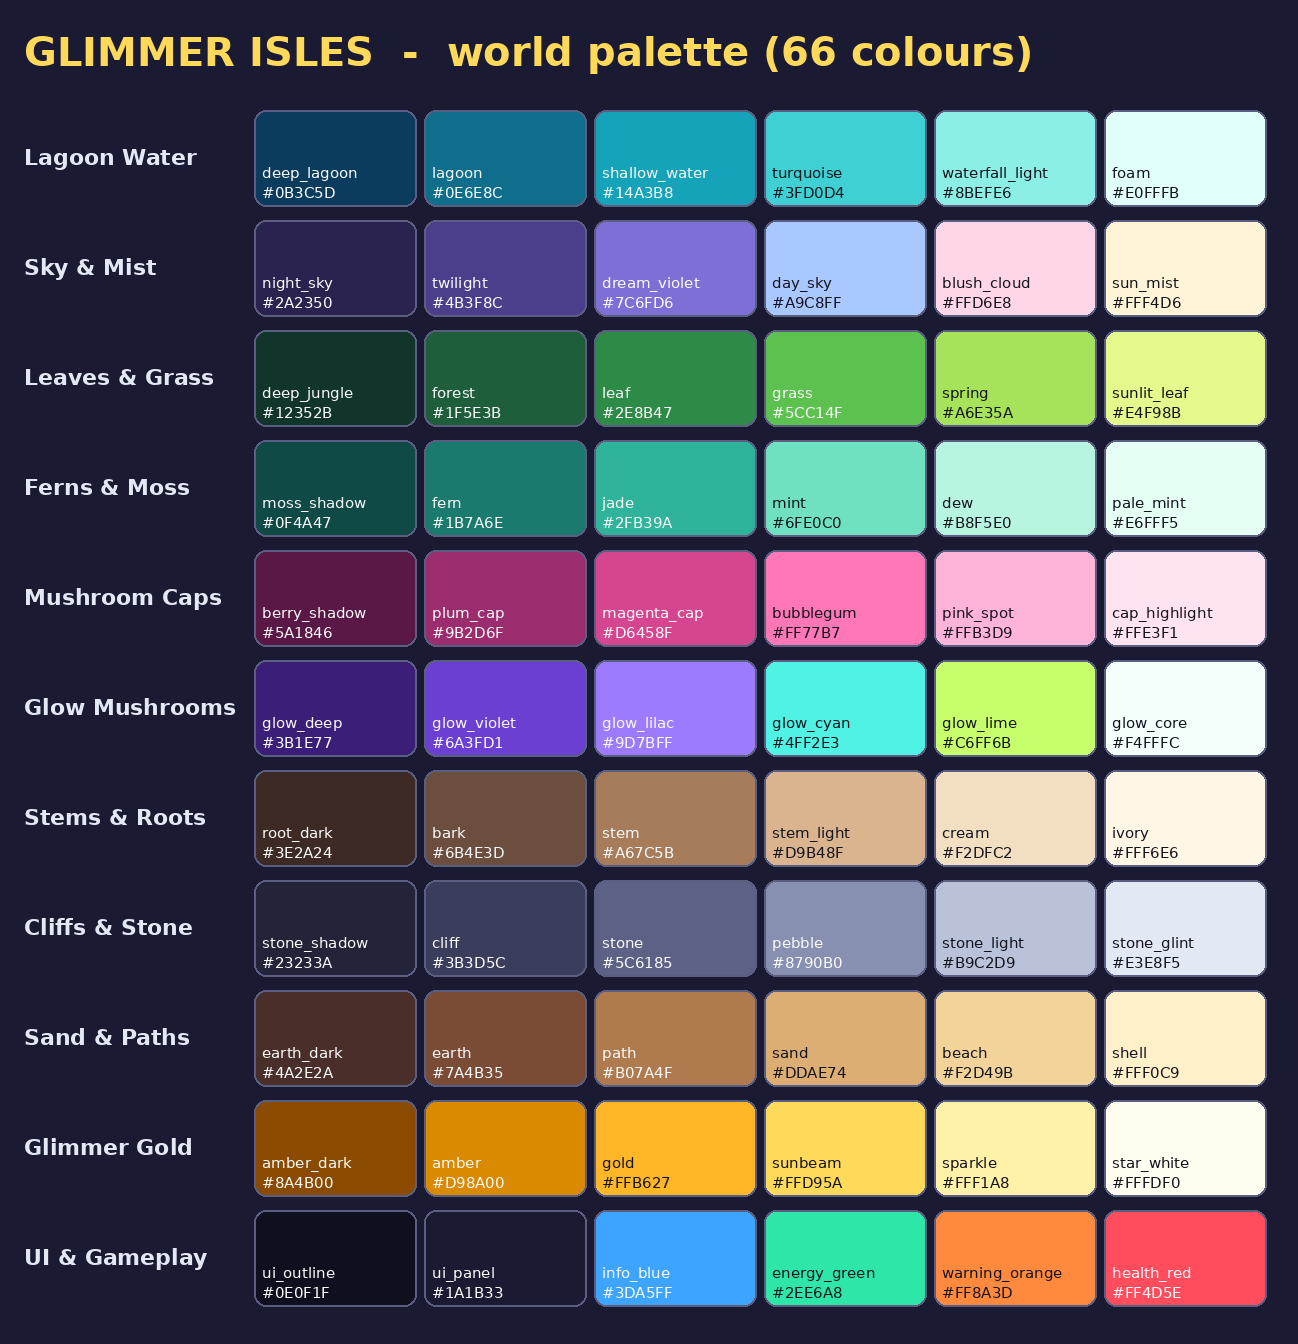 GLIMMER ISLES - world palette (66 colours)
Lagoon Water
deep_lagoon
#0B3C5D
lagoon
#0E6E8C
shallow_water
#14A3B8
turquoise
#3FD0D4
waterfall_light
#8BEFE6
foam
#E0FFFB
Sky & Mist
night_sky
#2A2350
twilight
#4B3F8C
dream_violet
#7C6FD6
day_sky
#A9C8FF
blush_cloud
#FFD6E8
sun_mist
#FFF4D6
Leaves & Grass
deep_jungle
#12352B
forest
#1F5E3B
leaf
#2E8B47
grass
#5CC14F
spring
#A6E35A
sunlit_leaf
#E4F98B
Ferns & Moss
moss_shadow
#0F4A47
fern
#1B7A6E
jade
#2FB39A
mint
#6FE0C0
dew
#B8F5E0
pale_mint
#E6FFF5
Mushroom Caps
berry_shadow
#5A1846
plum_cap
#9B2D6F
magenta_cap
#D6458F
bubblegum
#FF77B7
pink_spot
#FFB3D9
cap_highlight
#FFE3F1
Glow Mushrooms
glow_deep
#3B1E77
glow_violet
#6A3FD1
glow_lilac
#9D7BFF
glow_cyan
#4FF2E3
glow_lime
#C6FF6B
glow_core
#F4FFFC
Stems & Roots
root_dark
#3E2A24
bark
#6B4E3D
stem
#A67C5B
stem_light
#D9B48F
cream
#F2DFC2
ivory
#FFF6E6
Cliffs & Stone
stone_shadow
#23233A
cliff
#3B3D5C
stone
#5C6185
pebble
#8790B0
stone_light
#B9C2D9
stone_glint
#E3E8F5
Sand & Paths
earth_dark
#4A2E2A
earth
#7A4B35
path
#B07A4F
sand
#DDAE74
beach
#F2D49B
shell
#FFF0C9
Glimmer Gold
amber_dark
#8A4B00
amber
#D98A00
gold
#FFB627
sunbeam
#FFD95A
sparkle
#FFF1A8
star_white
#FFFDF0
UI & Gameplay
ui_outline
#0E0F1F
ui_panel
#1A1B33
info_blue
#3DA5FF
energy_green
#2EE6A8
warning_orange
#FF8A3D
health_red
#FF4D5E